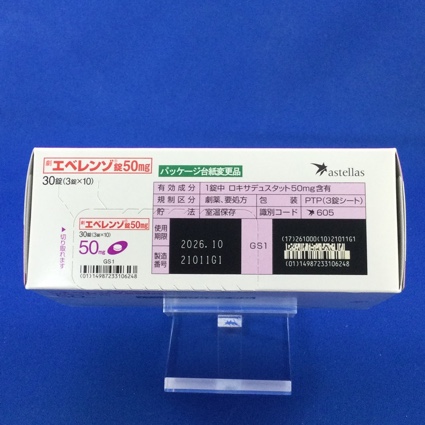 劇 エベレンゾ®錠50mg
30錠(3錠×10)
パッケージ台紙変更品
astellas
有効成分 1錠中 ロキサデュスタット50mg含有
規制区分 劇薬、要処方 包装 PTP(3錠シート)
貯法 室温保存 識別コード 605
切り取れます
劇 エベレンゾ®錠50mg
30錠(3錠×10)
50mg
GS1
(01)14987233106248
使用期限 2026.10
製造番号 21011G1
GS1
(17)261000(10)21011G1
(01)14987233106248